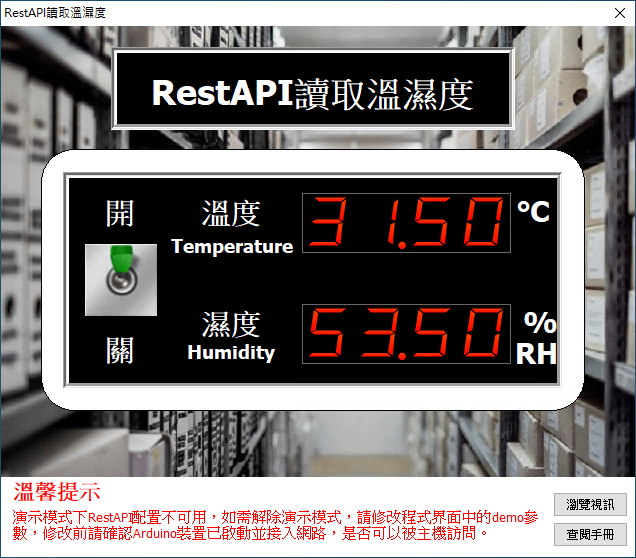 RestAPI讀取溫濕度
RestAPI讀取溫濕度
開
溫度
Temperature
31.50
°C
濕度
Humidity
53.50
%
RH
關
溫馨提示
演示模式下RestAPI配置不可用，如需解除演示模式，請修改程式界面中的demo參
數，修改前請確認Arduino裝置已啟動並接入網路，是否可以被主機訪問。
瀏覽視訊
查閱手冊